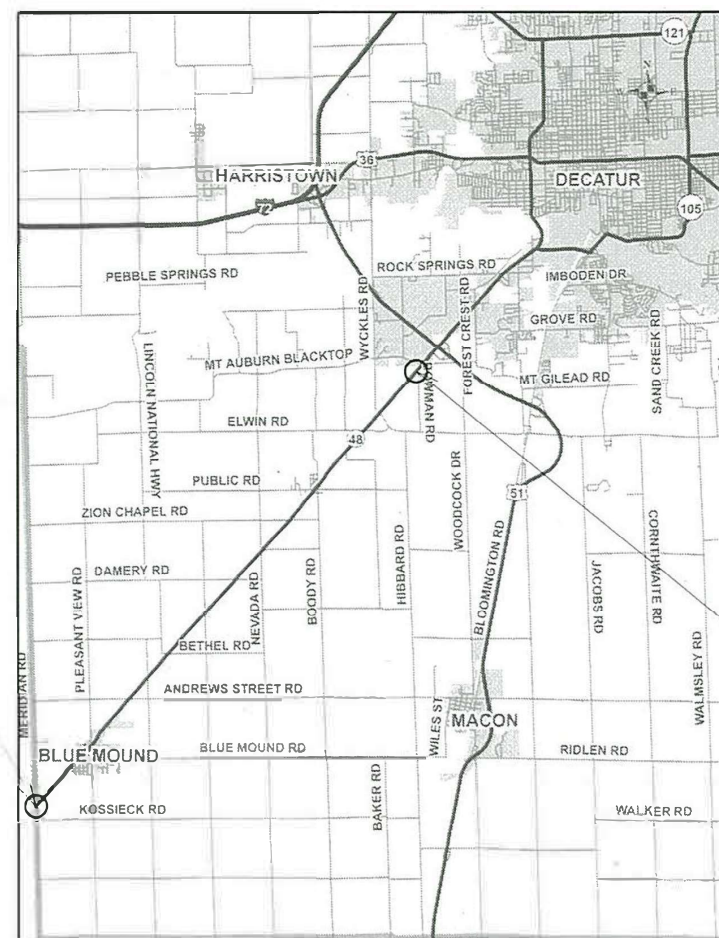 121
N
W E
S
36
HARRISTOWN
DECATUR
72
105
PEBBLE SPRINGS RD
ROCK SPRINGS RD
IMBODEN DR
WYCKLES RD
FOREST CREST RD
GROVE RD
SAND CREEK RD
LINCOLN NATIONAL HWY
MT AUBURN BLACKTOP
BOWMAN RD
MT GILEAD RD
ELWIN RD
48
PUBLIC RD
WOODCOCK DR
51
ZION CHAPEL RD
HIBBARD RD
BLOOMINGTON RD
CORNTHWAITE RD
DAMERY RD
PLEASANT VIEW RD
NEVADA RD
BOODY RD
JACOBS RD
BETHEL RD
MERIDIAN RD
ANDREWS STREET RD
WALMSLEY RD
WILES ST
MACON
BLUE MOUND
BLUE MOUND RD
RIDLEN RD
BAKER RD
KOSSIECK RD
WALKER RD